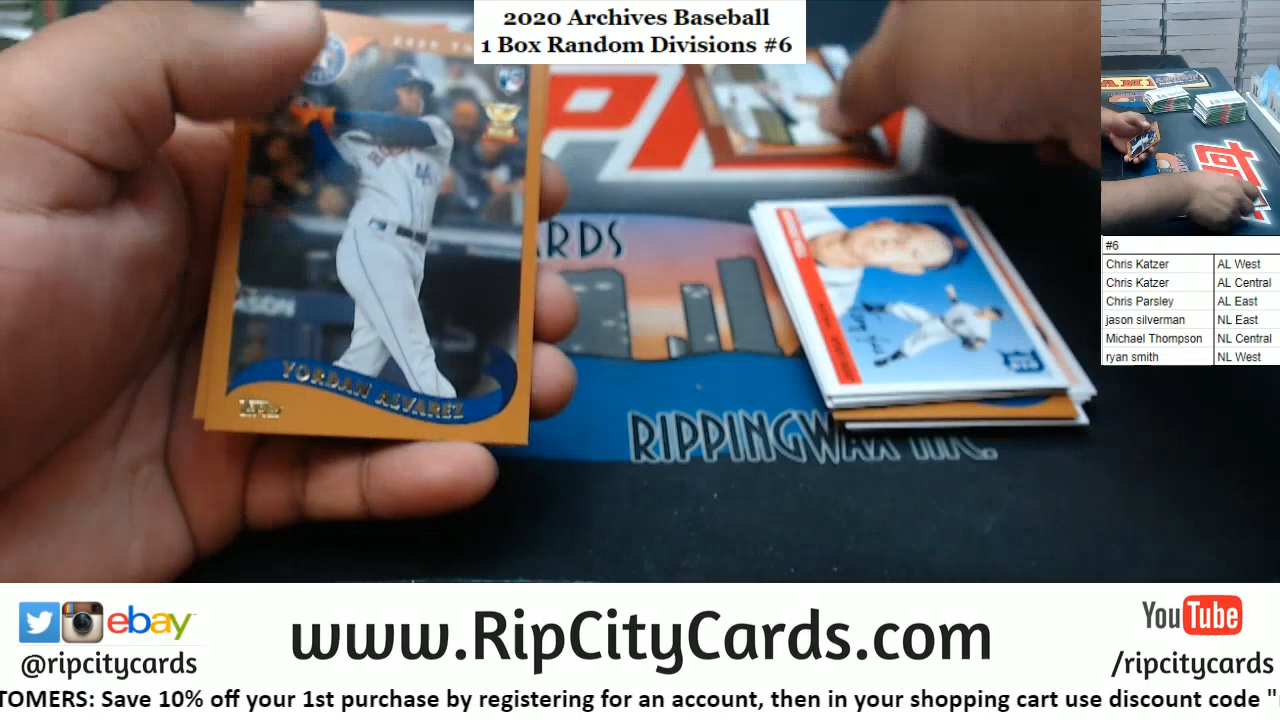 2020 Archives Baseball
1 Box Random Divisions #6
YORDAN ALVAREZ
Topps
ARDS
RIPPINGWAX INC.
#6
Chris Katzer AL West
Chris Katzer AL Central
Chris Parsley AL East
jason silverman NL East
Michael Thompson NL Central
ryan smith NL West
ebay
@ripcitycards
www.RipCityCards.com
YouTube
/ripcitycards
TOMERS: Save 10% off your 1st purchase by registering for an account, then in your shopping cart use discount code "